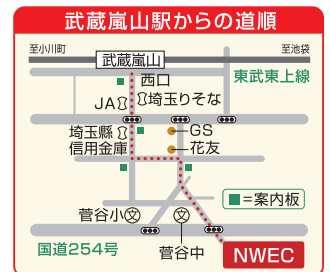 武蔵嵐山駅からの道順
至小川町
至池袋
武蔵嵐山
東武東上線
西口
JA
埼玉りそな
埼玉縣
信用金庫
GS
花友
■=案内板
菅谷小
文
文
菅谷中
国道254号
NWEC